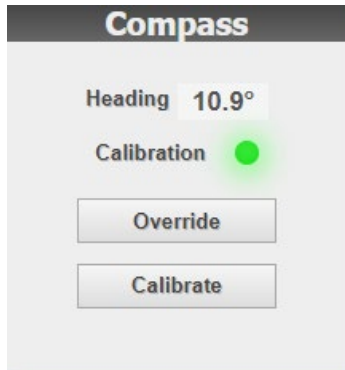 Compass
Heading 10.9°
Calibration
Override
Calibrate